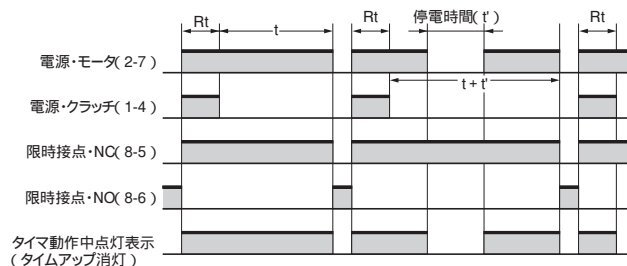 Rt
t
Rt
停電時間(t')
Rt
電源・モータ(2-7)
t+t'
電源・クラッチ(1-4)
限時接点・NC(8-5)
限時接点・NO(8-6)
タイマ動作中点灯表示
(タイムアップ消灯)